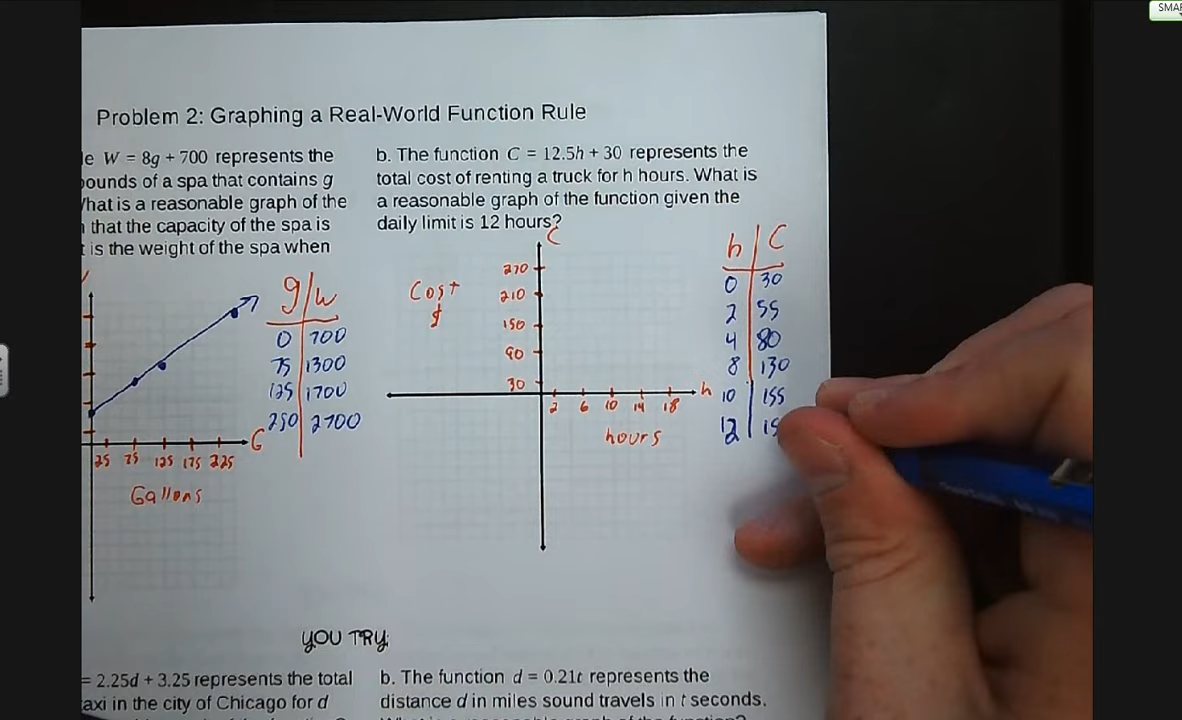 SMA
Problem 2: Graphing a Real-World Function Rule
W = 8g + 700 represents the
of a spa that contains g
is a reasonable graph of the
that the capacity of the spa is
is the weight of the spa when
g w
0 700
75 1300
125 1700
250 2700
25 75 125 175 225
G
Gallons
b. The function C = 12.5h + 30 represents the
total cost of renting a truck for h hours. What is
a reasonable graph of the function given the
daily limit is 12 hours?
C
Cost
$
270
210
150
90
30
2 6 10 14 18
h
hours
h C
0 30
2 55
4 80
8 130
10 155
12
YOU TRY:
= 2.25d + 3.25 represents the total
in the city of Chicago for d
b. The function d = 0.21t represents the
distance d in miles sound travels in t seconds.